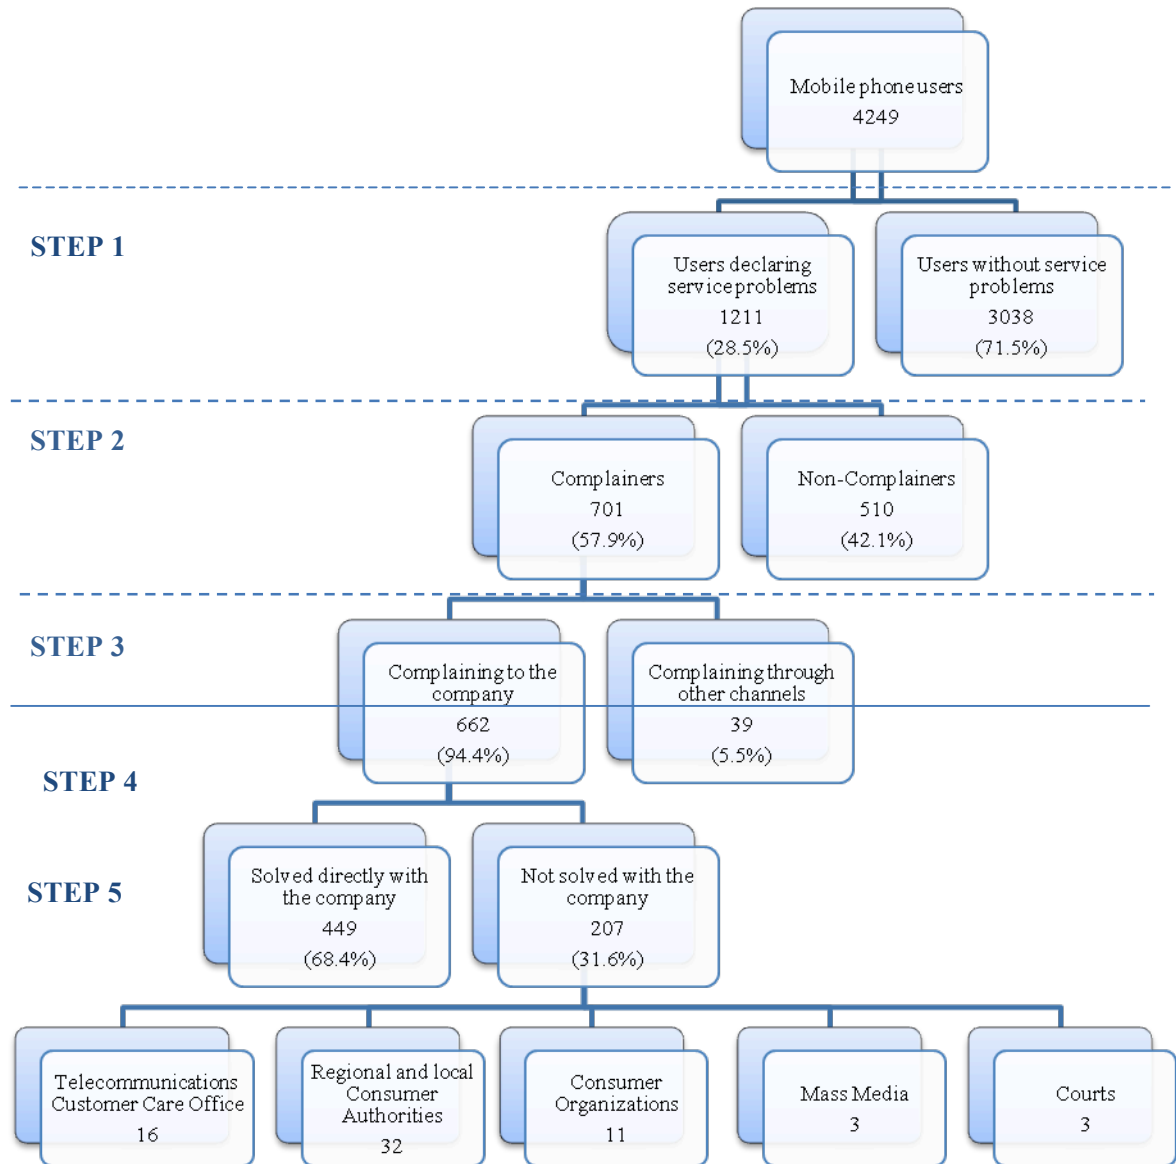 Mobile phone users
4249
STEP 1
Users declaring
service problems
1211
(28.5%)
Users without service
problems
3038
(71.5%)
STEP 2
Complainers
701
(57.9%)
Non-Complainers
510
(42.1%)
STEP 3
Complaining to the
company
662
(94.4%)
Complaining through
other channels
39
(5.5%)
STEP 4
Solved directly with
the company
449
(68.4%)
Not solved with the
company
207
(31.6%)
STEP 5
Telecommunications
Customer Care Office
16
Regional and local
Consumer
Authorities
32
Consumer
Organizations
11
Mass Media
3
Courts
3